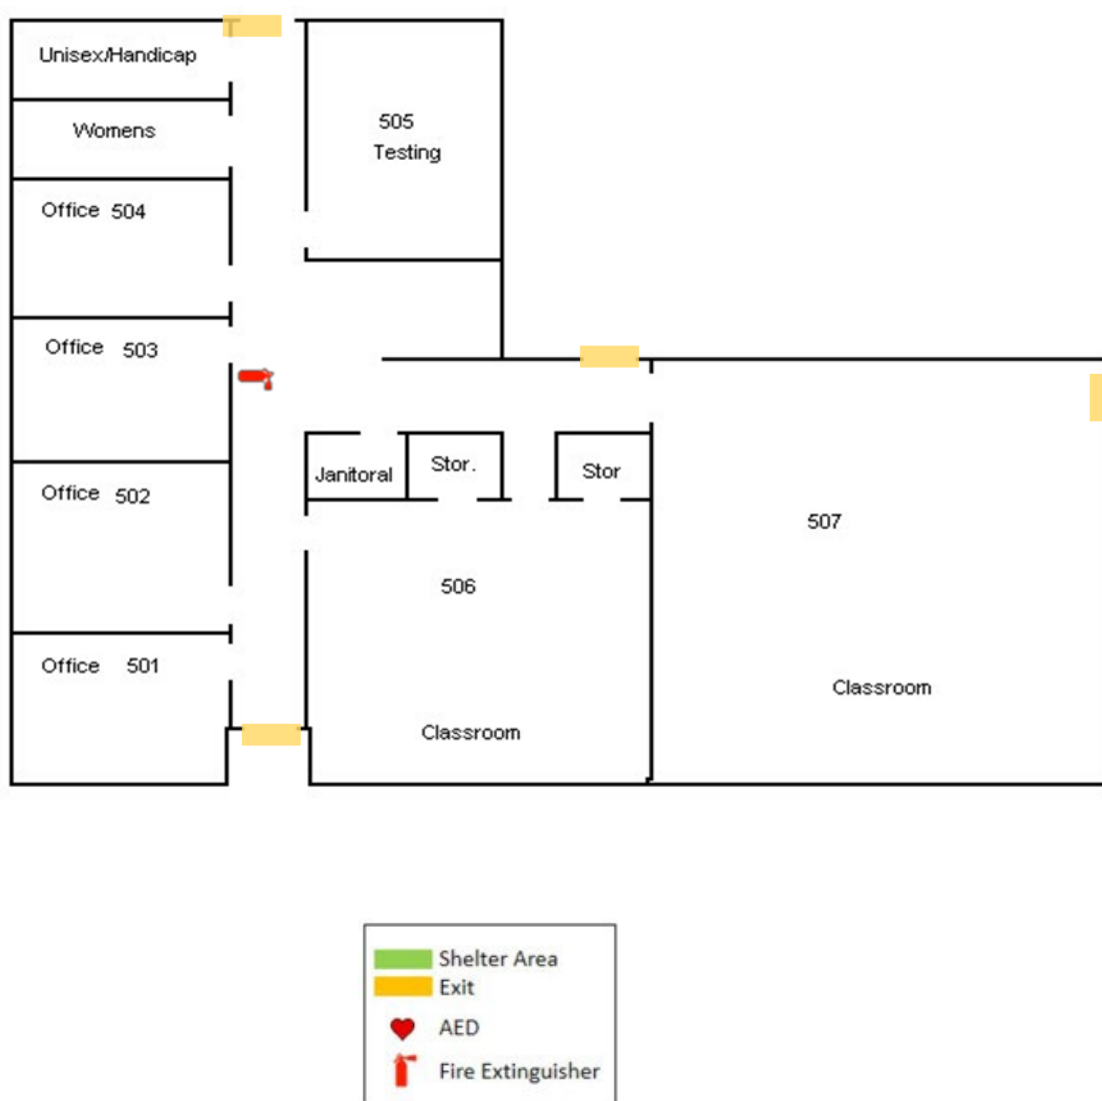 Unisex/Handicap
Womens
505
Testing
Office 504
Office 503
Office 502
Office 501
Janitoral
Stor.
Stor
506
Classroom
507
Classroom
Shelter Area
Exit
AED
Fire Extinguisher